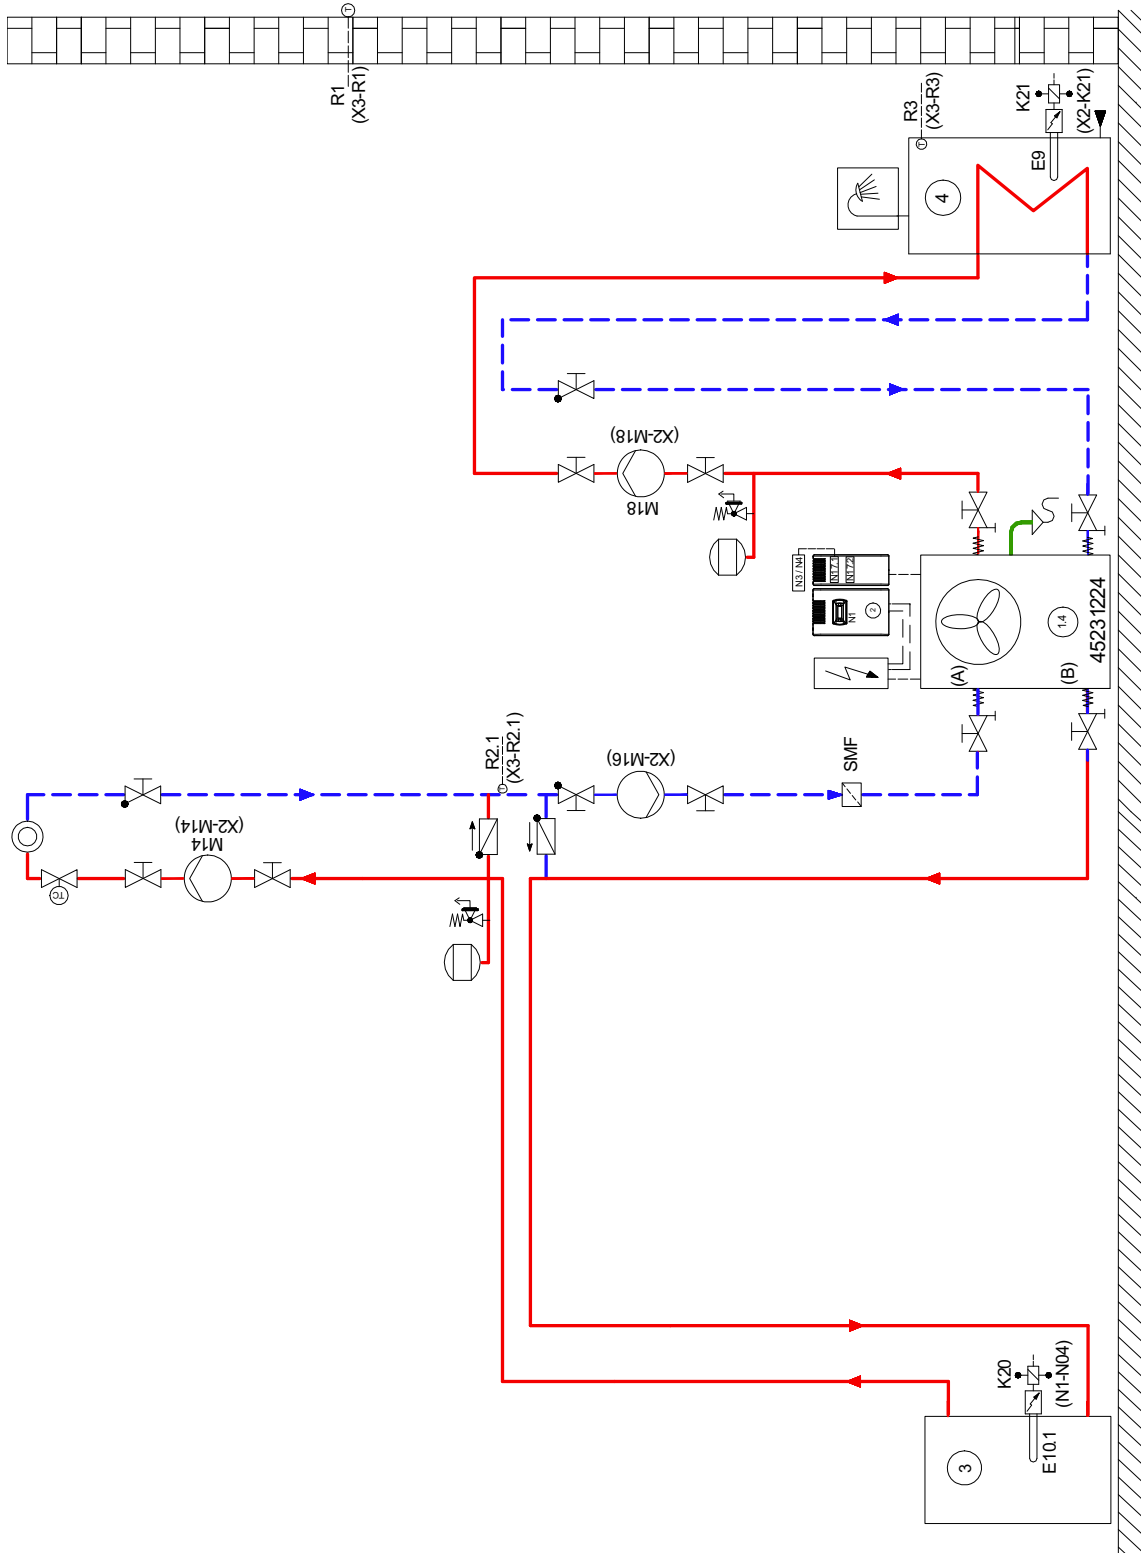 R1
(X3-R1)
T
R3
(X3-R3)
T
K21
(X2-K21)
E9
4
M18
(X2-M18)
N3 / N4
N17.1
N17.2
N1
2
1.4
45231224
(A)
(B)
R2.1
(X3-R2.1)
T
(X2-M16)
SMF
M14
(X2-M14)
TC
K20
(N1-N04)
E10.1
3